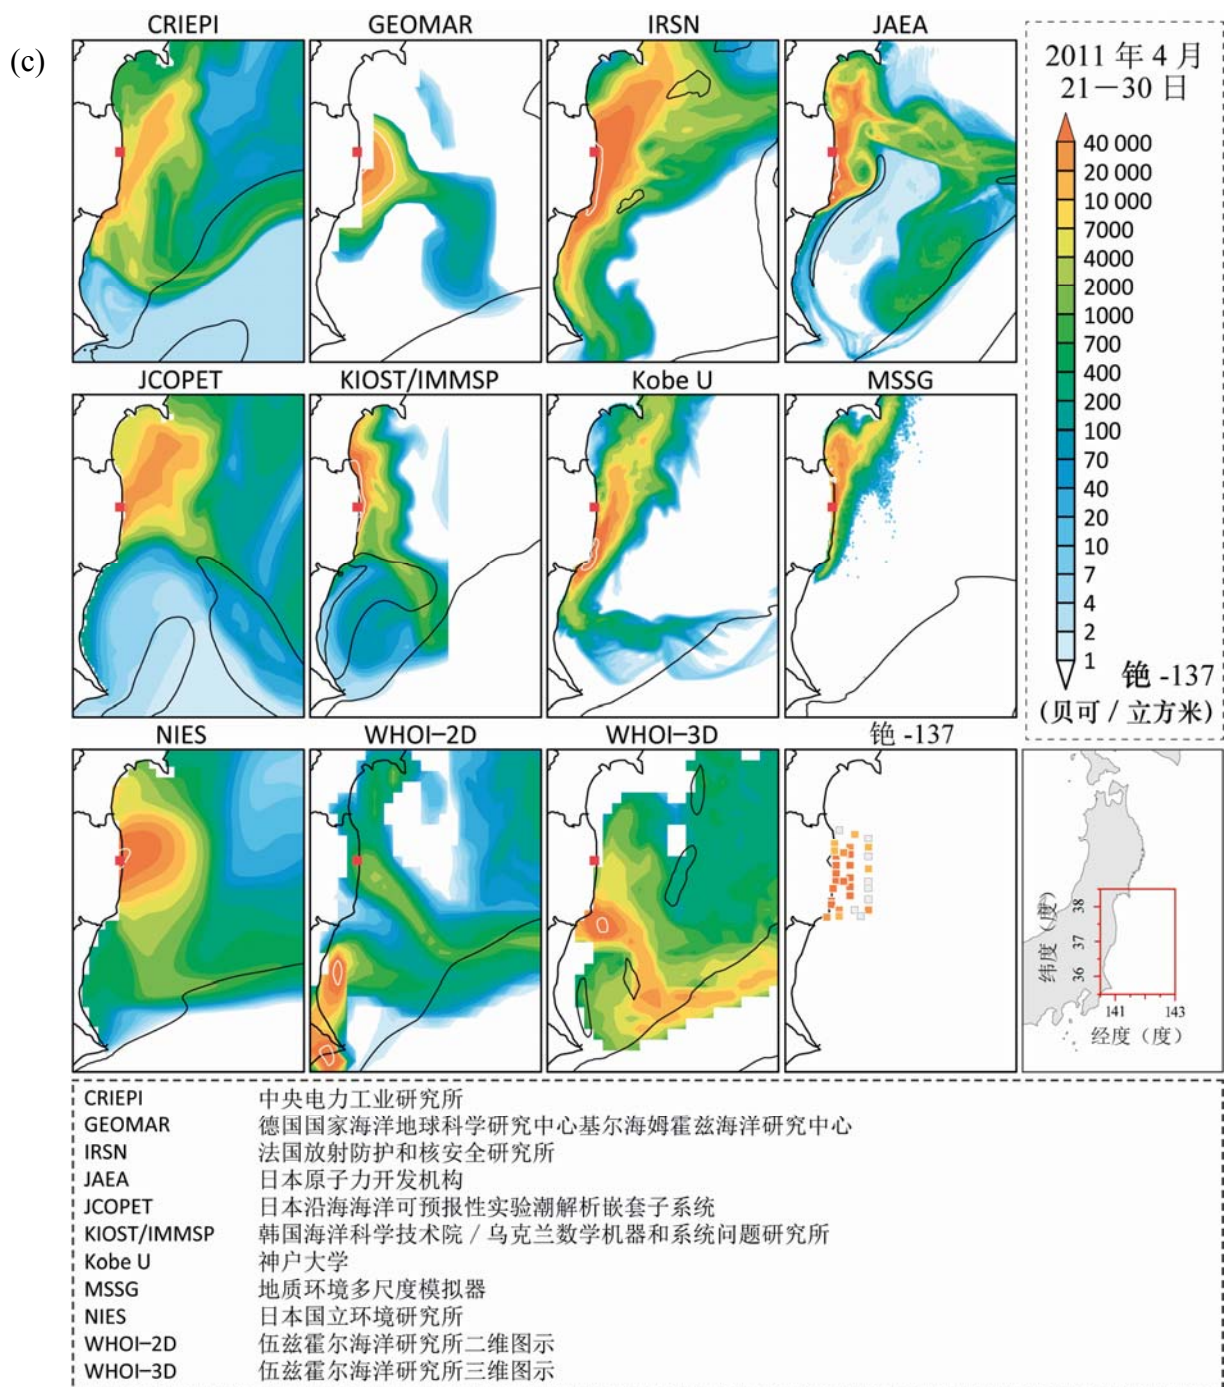 (c)
CRIEPI GEOMAR IRSN JAEA
2011 年 4 月
21－30 日
40 000
20 000
10 000
7000
4000
2000
1000
700
400
200
100
70
40
20
10
7
4
2
1
铯 -137
(贝可 / 立方米)
JCOPET KIOST/IMMSP Kobe U MSSG
NIES WHOI–2D WHOI–3D 铯 -137
纬度（度）
38
37
36
141 143
经度（度）
CRIEPI 中央电力工业研究所
GEOMAR 德国国家海洋地球科学研究中心基尔海姆霍兹海洋研究中心
IRSN 法国放射防护和核安全研究所
JAEA 日本原子力开发机构
JCOPET 日本沿海海洋可预报性实验潮解析嵌套子系统
KIOST/IMMSP 韩国海洋科学技术院 / 乌克兰数学机器和系统问题研究所
Kobe U 神户大学
MSSG 地质环境多尺度模拟器
NIES 日本国立环境研究所
WHOI–2D 伍兹霍尔海洋研究所二维图示
WHOI–3D 伍兹霍尔海洋研究所三维图示